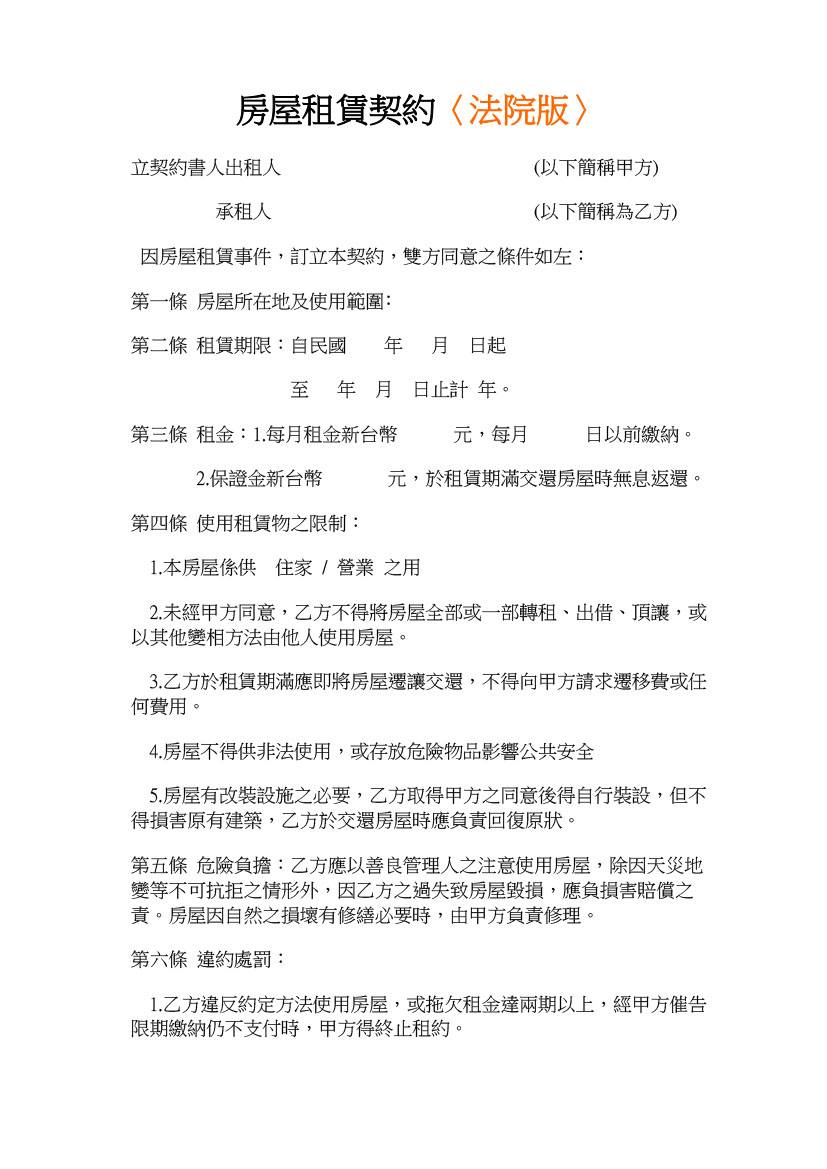 房屋租賃契約〈法院版〉
立契約書人出租人 (以下簡稱甲方)
承租人 (以下簡稱為乙方)
因房屋租賃事件，訂立本契約，雙方同意之條件如左：
第一條 房屋所在地及使用範圍:
第二條 租賃期限：自民國 年 月 日起
至 年 月 日止計 年。
第三條 租金：1.每月租金新台幣 元，每月 日以前繳納。
2.保證金新台幣 元，於租賃期滿交還房屋時無息返還。
第四條 使用租賃物之限制：
1.本房屋係供 住家 / 營業 之用
2.未經甲方同意，乙方不得將房屋全部或一部轉租、出借、頂讓，或
以其他變相方法由他人使用房屋。
3.乙方於租賃期滿應即將房屋遷讓交還，不得向甲方請求遷移費或任
何費用。
4.房屋不得供非法使用，或存放危險物品影響公共安全
5.房屋有改裝設施之必要，乙方取得甲方之同意後得自行裝設，但不
得損害原有建築，乙方於交還房屋時應負責回復原狀。
第五條 危險負擔：乙方應以善良管理人之注意使用房屋，除因天災地
變等不可抗拒之情形外，因乙方之過失致房屋毀損，應負損害賠償之
責。房屋因自然之損壞有修繕必要時，由甲方負責修理。
第六條 違約處罰：
1.乙方違反約定方法使用房屋，或拖欠租金達兩期以上，經甲方催告
限期繳納仍不支付時，甲方得終止租約。